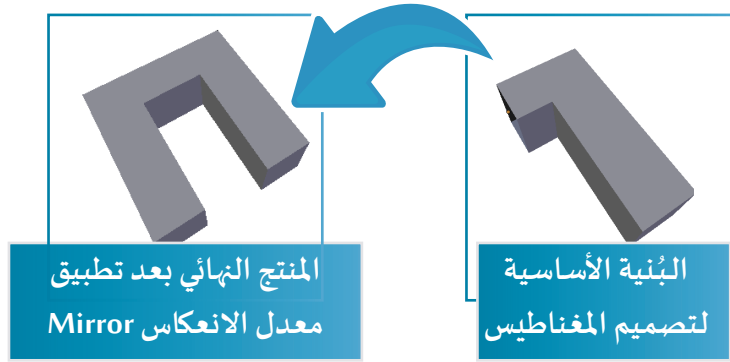 البُنية الأساسية
لتصميم المغناطيس
المنتج النهائي بعد تطبيق
معدل الانعكاس Mirror